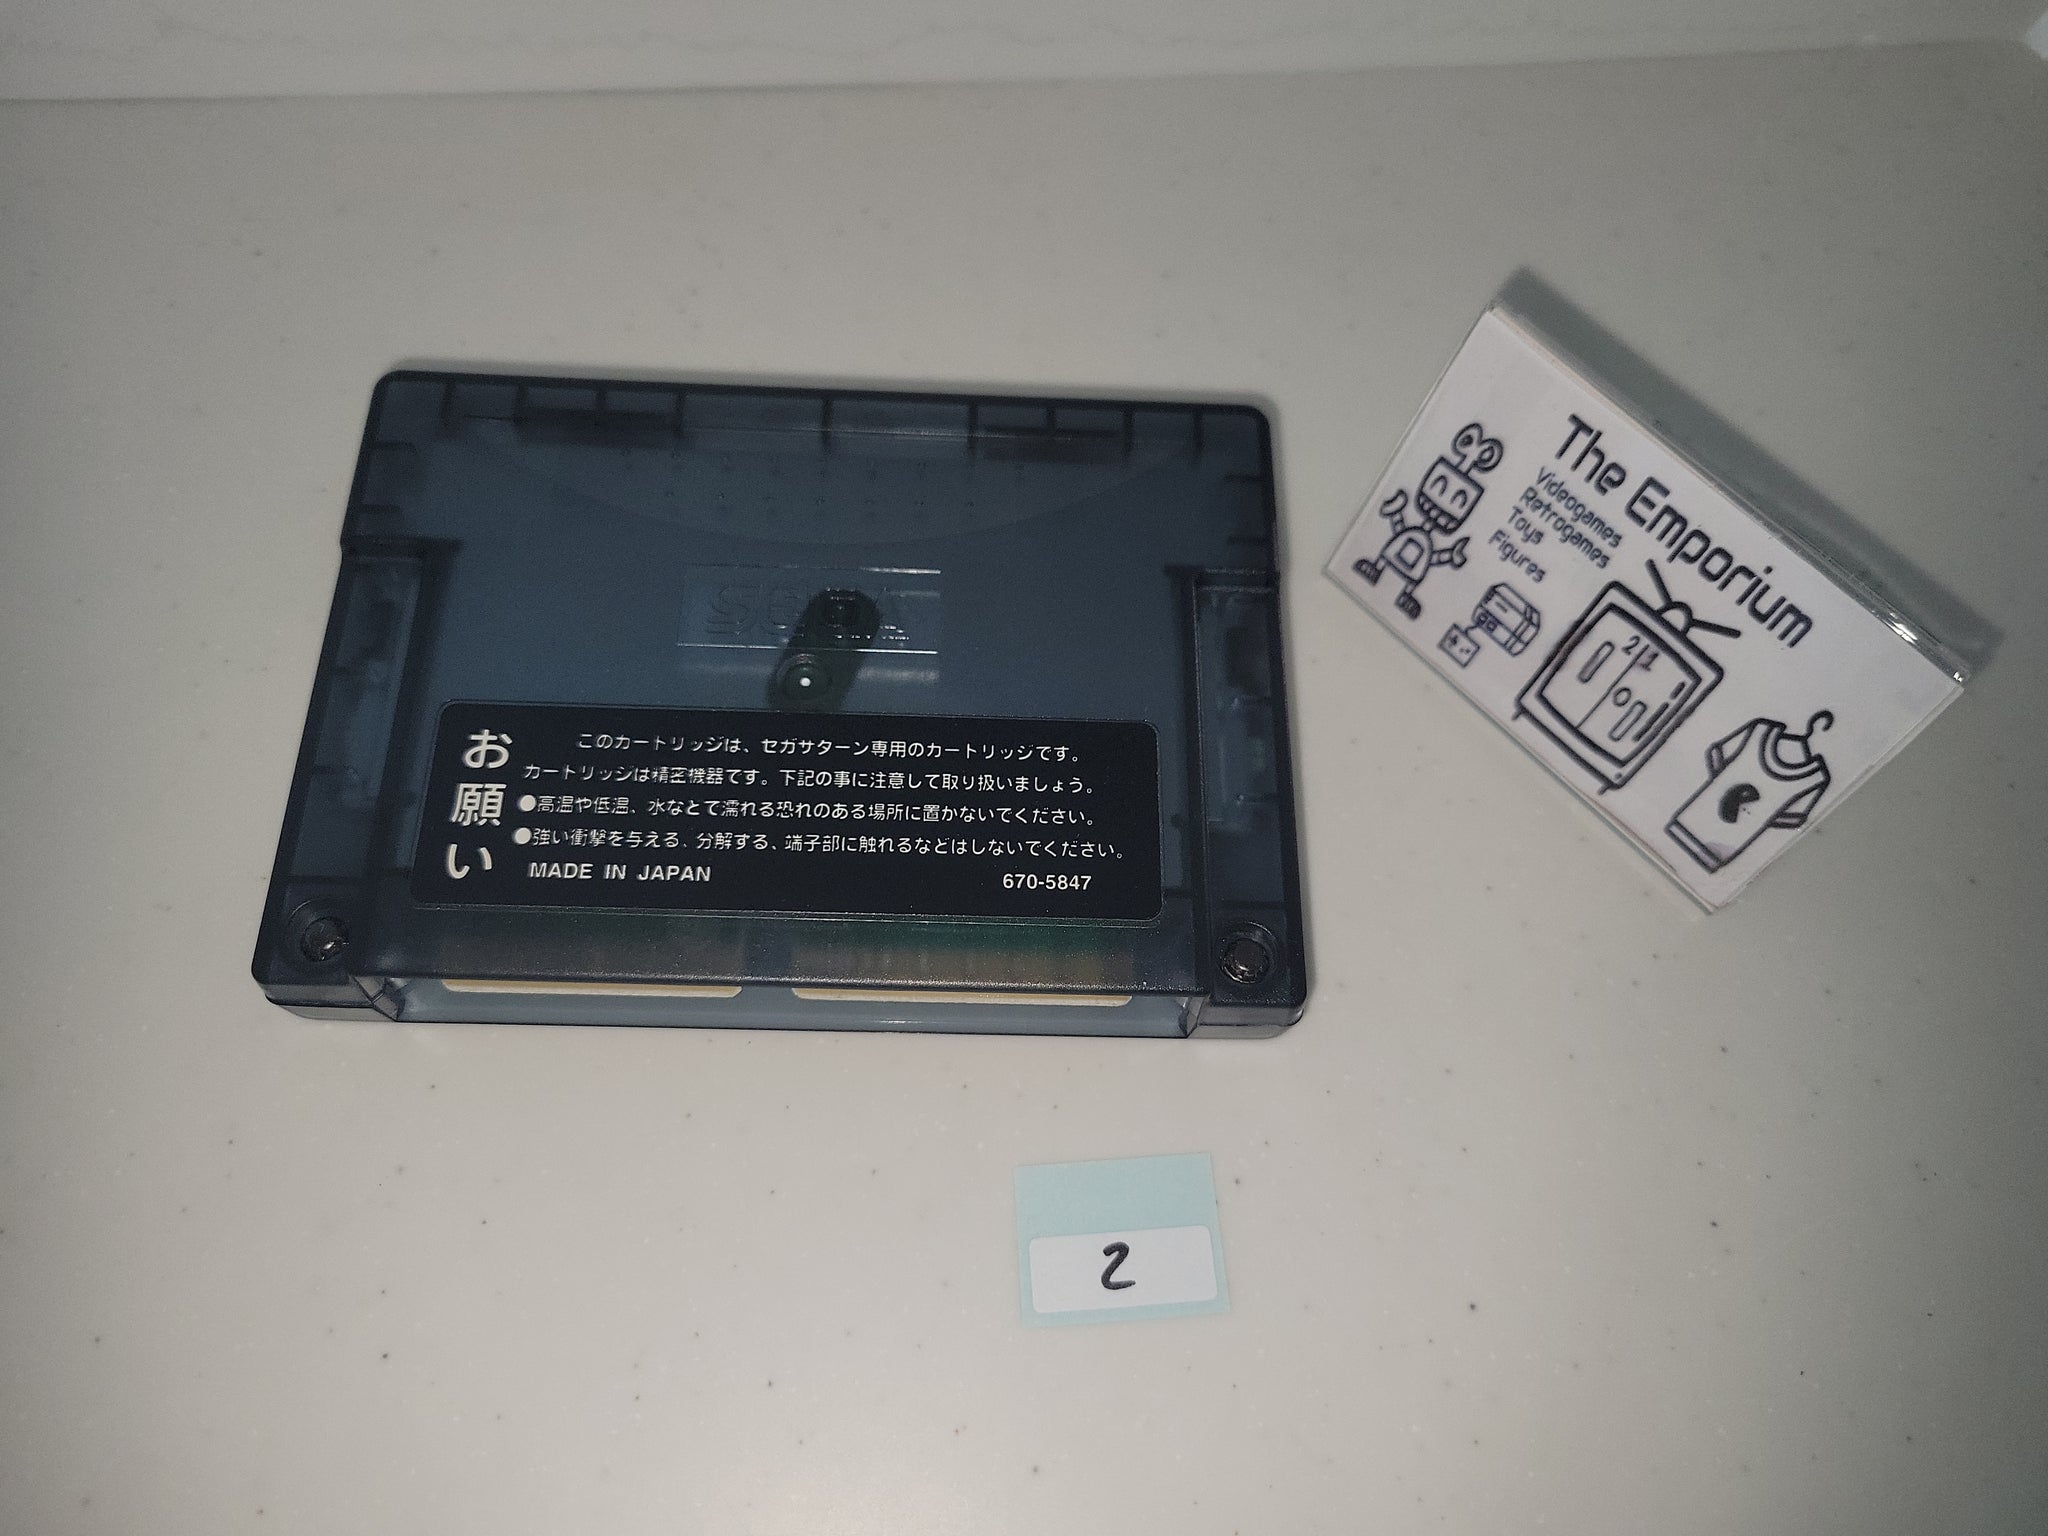 SEGA
お願い
このカートリッジは、セガサターン専用のカートリッジです。
カートリッジは精密機器です。下記の事に注意して取り扱いましょう。
●高温や低温、水などで濡れる恐れのある場所に置かないでください。
●強い衝撃を与える、分解する、端子部に触れるなどはしないでください。
MADE IN JAPAN 670-5847
The Emporium
Videogames
Retrogames
Toys
Figures
2